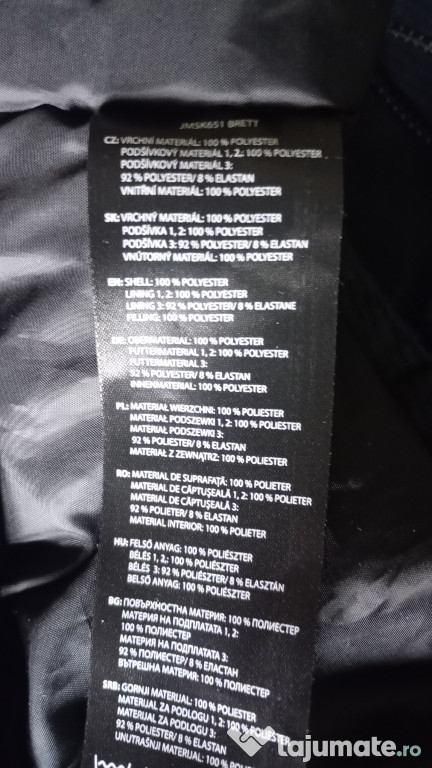 JMSK651 BRETT
CZ: VRCHNÍ MATERIÁL: 100 % POLYESTER
PODŠÍVKOVÝ MATERIÁL 1, 2,: 100 % POLYESTER
PODŠÍVKOVÝ MATERIÁL 3:
92 % POLYESTER/ 8 % ELASTAN
VNITŘNÍ MATERIÁL: 100 % POLYESTER
SK: VRCHNÝ MATERIÁL: 100 % POLYESTER
PODŠÍVKA 1, 2: 100 % POLYESTER
PODŠÍVKA 3: 92 % POLYESTER/ 8 % ELASTAN
VNÚTORNÝ MATERIÁL: 100 % POLYESTER
EN: SHELL: 100 % POLYESTER
LINING 1, 2: 100 % POLYESTER
LINING 3: 92 % POLYESTER/ 8 % ELASTANE
FILLING: 100 % POLYESTER
DE: OBERMATERIAL: 100 % POLYESTER
FUTTERMATERIAL 1, 2: 100 % POLYESTER
FUTTERMATERIAL 3:
92 % POLYESTER/ 8 % ELASTAN
INNENMATERIAL: 100 % POLYESTER
PL: MATERIAŁ WIERZCHNI: 100 % POLIESTER
MATERIAŁ PODSZEWKI 1, 2: 100 % POLIESTER
MATERIAŁ PODSZEWKI 3:
92 % POLIESTER/ 8 % ELASTAN
MATERIAŁ Z ZEWNĄTRZ: 100 % POLIESTER
RO: MATERIAL DE SUPRAFAȚĂ: 100 % POLIETER
MATERIAL DE CĂPTUȘEALĂ 1, 2: 100 % POLIETER
MATERIAL DE CĂPTUȘEALĂ 3:
92 % POLIETER/ 8 % ELASTAN
MATERIAL INTERIOR: 100 % POLIETER
HU: FELSŐ ANYAG: 100 % POLIÉSZTER
BÉLÉS 1, 2,: 100 % POLIÉSZTER
BÉLÉS 3: 92 % POLIÉSZTER/ 8 % ELASZTÁN
BELSŐ ANYAG: 100 % POLIÉSZTER
BG: ПОВЪРХНОСТНА МАТЕРИЯ: 100 % ПОЛИЕСТЕР
МАТЕРИЯ НА ПОДПЛАТАТА 1, 2:
100 % ПОЛИЕСТЕР
МАТЕРИЯ НА ПОДПЛАТАТА 3:
92 % ПОЛИЕСТЕР/ 8 % ЕЛАСТАН
ВЪТРЕШНА МАТЕРИЯ: 100 % ПОЛИЕСТЕР
SRB: GORNJI MATERIJAL: 100 % POLIESTER
MATERIJAL ZA PODLOGU 1, 2: 100 % POLIESTER
MATERIJAL ZA PODLOGU 3:
92 % POLIESTER/ 8 % ELASTAN
UNUTRAŠNJI MATERIJAL: 100 % POLIESTER
lajumate.ro